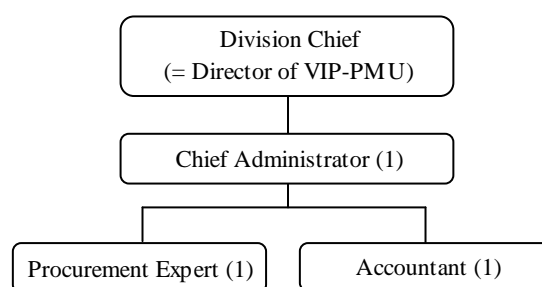 Division Chief
(= Director of VIP-PMU)
Chief Administrator (1)
Procurement Expert (1)
Accountant (1)